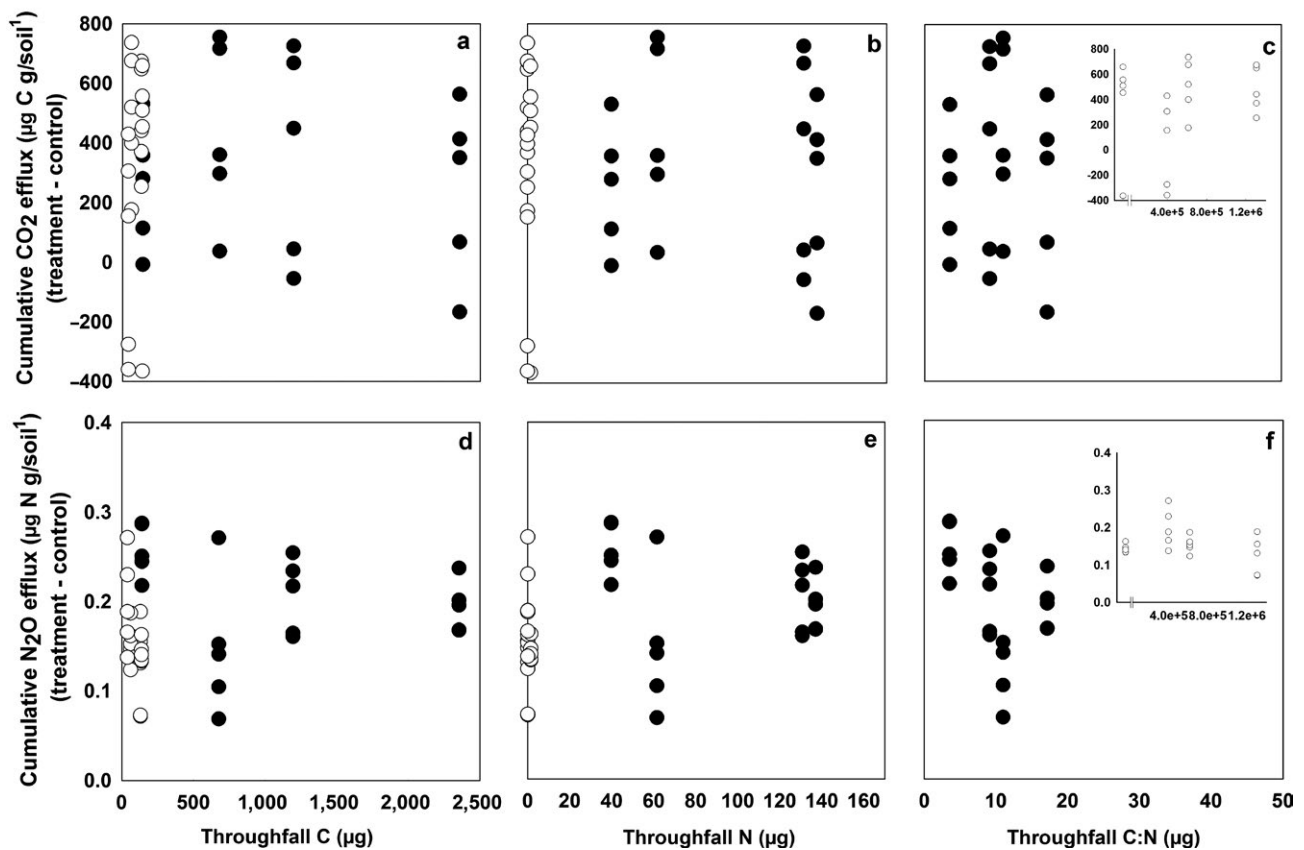 Cumulative CO2 efflux (µg C g/soil¹)
(treatment - control)
800
600
400
200
0
−200
−400
a
b
c
800
600
400
200
0
-200
-400
4.0e+5 8.0e+5 1.2e+6
Cumulative N2O efflux (µg N g/soil¹)
(treatment - control)
0.4
0.3
0.2
0.1
0.0
d
e
f
0.4
0.3
0.2
0.1
0.0
4.0e+58.0e+51.2e+6
0 500 1,000 1,500 2,000 2,500
0 20 40 60 80 100 120 140 160
0 10 20 30 40 50
Throughfall C (µg)
Throughfall N (µg)
Throughfall C:N (µg)